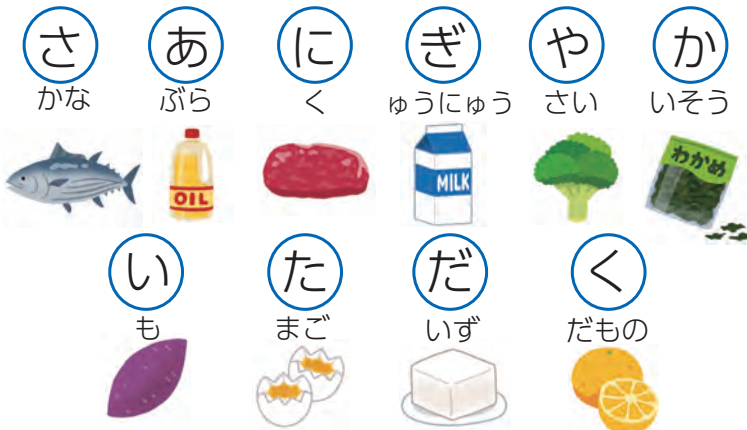 さ あ に ぎ や か
かな ぶら く ゅうにゅう さい いそう
OIL MILK わかめ
い た だ く
も まご いず だもの